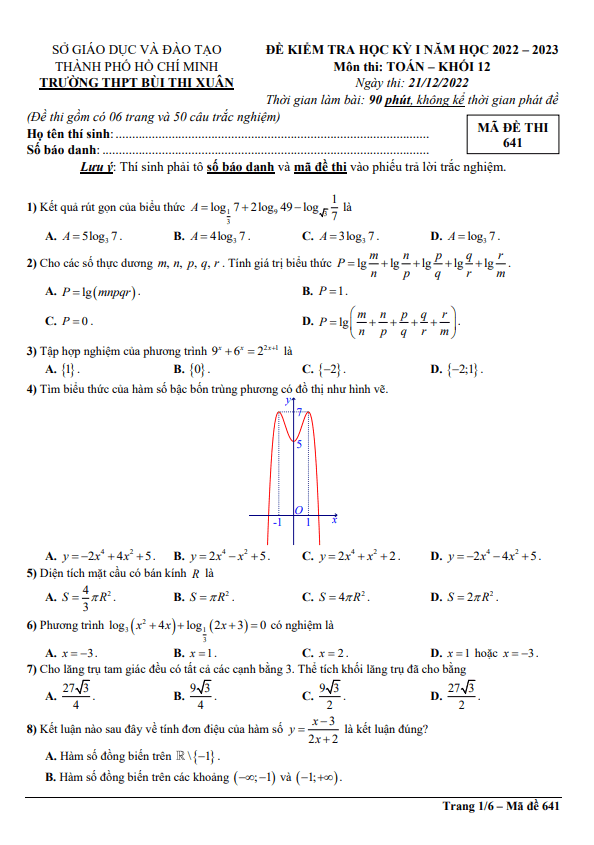 SỞ GIÁO DỤC VÀ ĐÀO TẠO
THÀNH PHỐ HỒ CHÍ MINH
TRƯỜNG THPT BÙI THỊ XUÂN
ĐỀ KIỂM TRA HỌC KỲ I NĂM HỌC 2022 – 2023
Môn thi: TOÁN – KHỐI 12
Ngày thi: 21/12/2022
Thời gian làm bài: 90 phút, không kể thời gian phát đề
(Đề thi gồm có 06 trang và 50 câu trắc nghiệm)
Họ tên thí sinh: ..........................................................
Số báo danh: ..........................................................
MÃ ĐỀ THI
641
Lưu ý: Thí sinh phải tô số báo danh và mã đề thi vào phiếu trả lời trắc nghiệm.
1) Kết quả rút gọn của biểu thức $A = \log_{\frac{1}{3}} 7 + 2\log_9 49 - \log_{\sqrt{3}} \frac{1}{7}$ là
A. $A = 5\log_3 7$. B. $A = 4\log_3 7$. C. $A = 3\log_3 7$. D. $A = \log_3 7$.
2) Cho các số thực dương $m, n, p, q, r$. Tính giá trị biểu thức $P = \lg\frac{m}{n} + \lg\frac{n}{p} + \lg\frac{p}{q} + \lg\frac{q}{r} + \lg\frac{r}{m}$.
A. $P = \lg(mnpqr)$. B. $P = 1$.
C. $P = 0$. D. $P = \lg\left(\frac{m}{n} + \frac{n}{p} + \frac{p}{q} + \frac{q}{r} + \frac{r}{m}\right)$.
3) Tập hợp nghiệm của phương trình $9^x + 6^x = 2^{2x+1}$ là
A. {1}. B. {0}. C. {−2}. D. {−2;1}.
4) Tìm biểu thức của hàm số bậc bốn trùng phương có đồ thị như hình vẽ.
y
7
5
O
-1 1 x
A. $y = -2x^4 + 4x^2 + 5$. B. $y = 2x^4 - x^2 + 5$. C. $y = 2x^4 + x^2 + 2$. D. $y = -2x^4 - 4x^2 + 5$.
5) Diện tích mặt cầu có bán kính $R$ là
A. $S = \frac{4}{3}\pi R^2$. B. $S = \pi R^2$. C. $S = 4\pi R^2$. D. $S = 2\pi R^2$.
6) Phương trình $\log_3(x^2 + 4x) + \log_{\frac{1}{3}}(2x + 3) = 0$ có nghiệm là
A. $x = -3$. B. $x = 1$. C. $x = 2$. D. $x = 1$ hoặc $x = -3$.
7) Cho lăng trụ tam giác đều có tất cả các cạnh bằng 3. Thể tích khối lăng trụ đã cho bằng
A. $\frac{27\sqrt{3}}{4}$. B. $\frac{9\sqrt{3}}{4}$. C. $\frac{9\sqrt{3}}{2}$. D. $\frac{27\sqrt{3}}{2}$.
8) Kết luận nào sau đây về tính đơn điệu của hàm số $y = \frac{x-3}{2x+2}$ là kết luận đúng?
A. Hàm số đồng biến trên ℝ\{−1}.
B. Hàm số đồng biến trên các khoảng (−∞;−1) và (−1;+∞).
Trang 1/6 – Mã đề 641